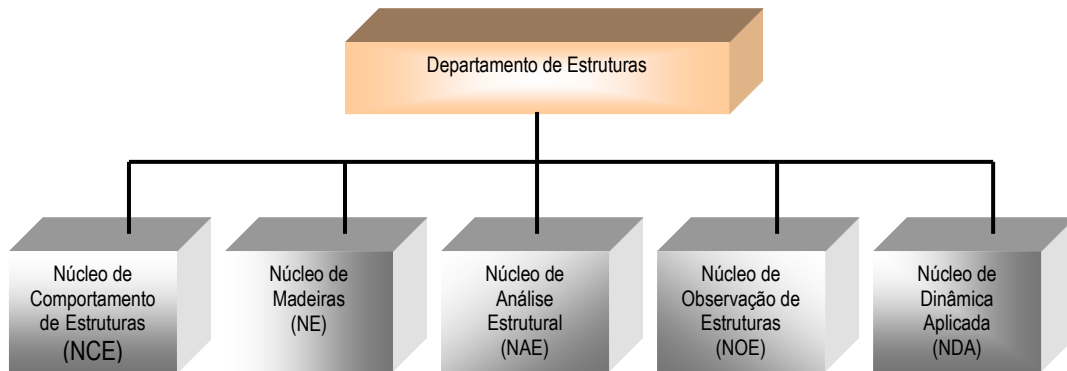 Departamento de Estruturas
Núcleo de
Comportamento
de Estruturas
(NCE)
Núcleo de
Madeiras
(NE)
Núcleo de
Análise
Estrutural
(NAE)
Núcleo de
Observação de
Estruturas
(NOE)
Núcleo de
Dinâmica
Aplicada
(NDA)